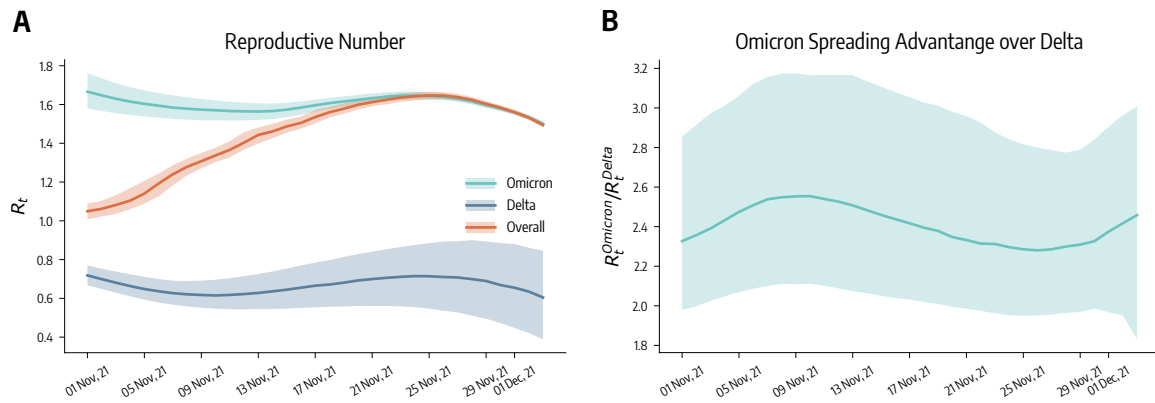 A
Reproductive Number
1.8
1.6
1.4
1.2
1.0
0.8
0.6
0.4
R_t
Omicron
Delta
Overall
01 Nov, 21
05 Nov, 21
09 Nov, 21
13 Nov, 21
17 Nov, 21
21 Nov, 21
25 Nov, 21
29 Nov, 21
01 Dec, 21
B
Omicron Spreading Advantange over Delta
3.2
3.0
2.8
2.6
2.4
2.2
2.0
1.8
R_t^Omicron/R_t^Delta
01 Nov, 21
05 Nov, 21
09 Nov, 21
13 Nov, 21
17 Nov, 21
21 Nov, 21
25 Nov, 21
29 Nov, 21
01 Dec, 21